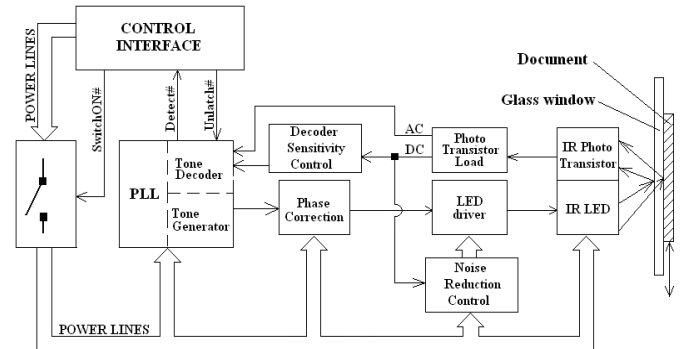 CONTROL
INTERFACE
POWER LINES
SwitchON#
Detect#
Unlatch#
Document
Glass window
AC
DC
Decoder
Sensitivity
Control
Photo
Transistor
Load
IR Photo
Transistor
PLL
Tone
Decoder
Tone
Generator
Phase
Correction
LED
driver
IR LED
Noise
Reduction
Control
POWER LINES